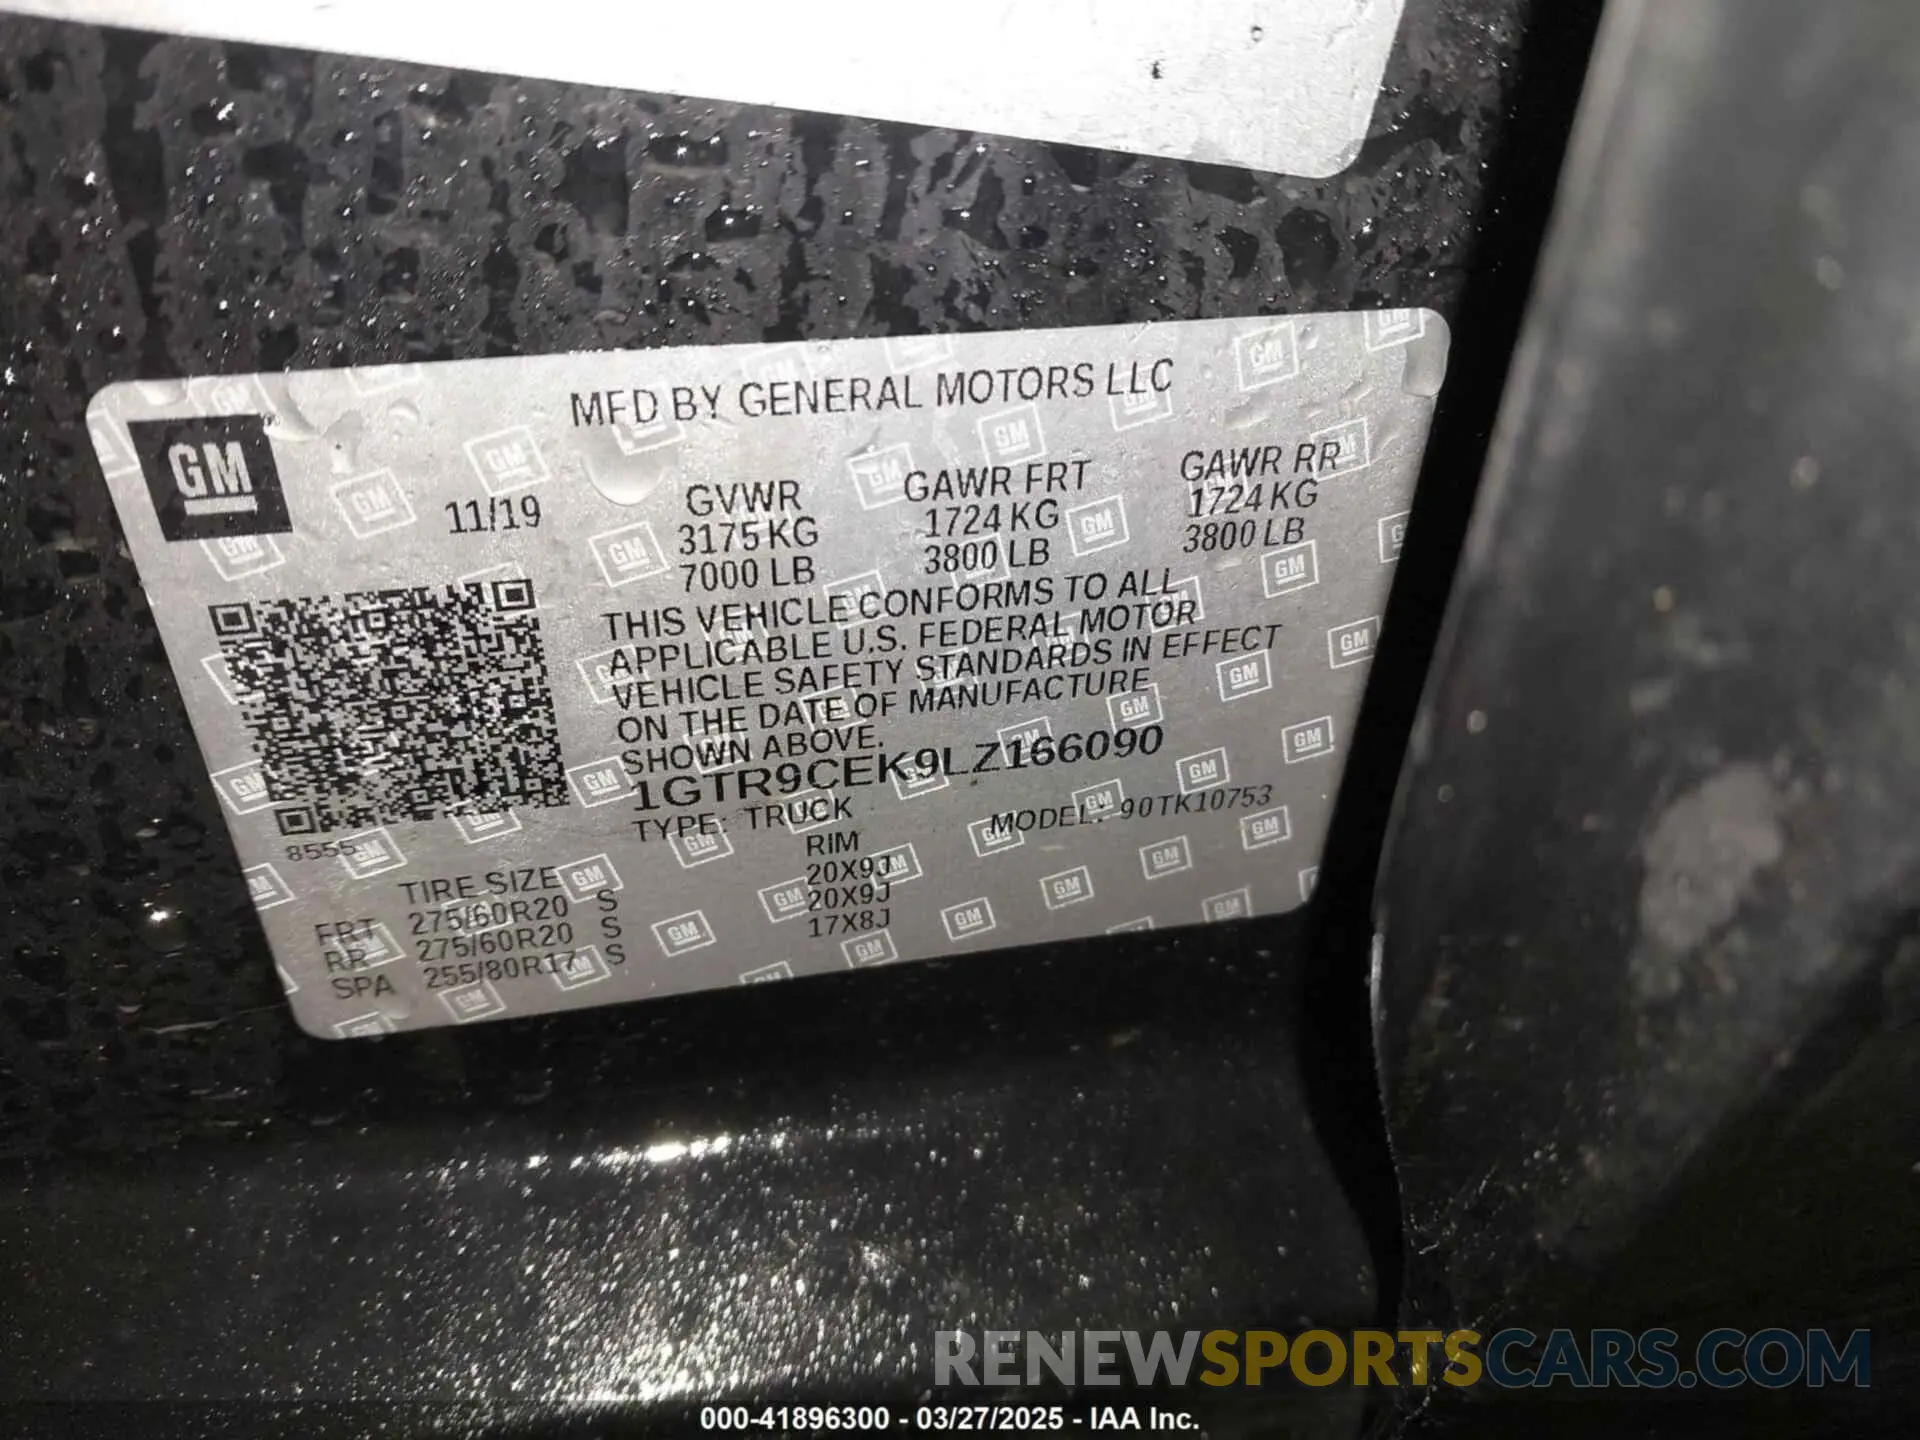 MFD BY GENERAL MOTORS LLC
GM
11/19
GVWR GAWR FRT GAWR RR
3175 KG 1724 KG 1724 KG
7000 LB 3800 LB 3800 LB
THIS VEHICLE CONFORMS TO ALL
APPLICABLE U.S. FEDERAL MOTOR
VEHICLE SAFETY STANDARDS IN EFFECT
ON THE DATE OF MANUFACTURE
SHOWN ABOVE.
1GTR9CEK9LZ166090
TYPE: TRUCK MODEL: 90TK10753
8555
TIRE SIZE RIM
FRT 275/60R20 S 20X9J
RR 275/60R20 S 20X9J
SPA 255/80R17 S 17X8J
RENEWSPORTSCARS.COM
000-41896300 - 03/27/2025 - IAA Inc.